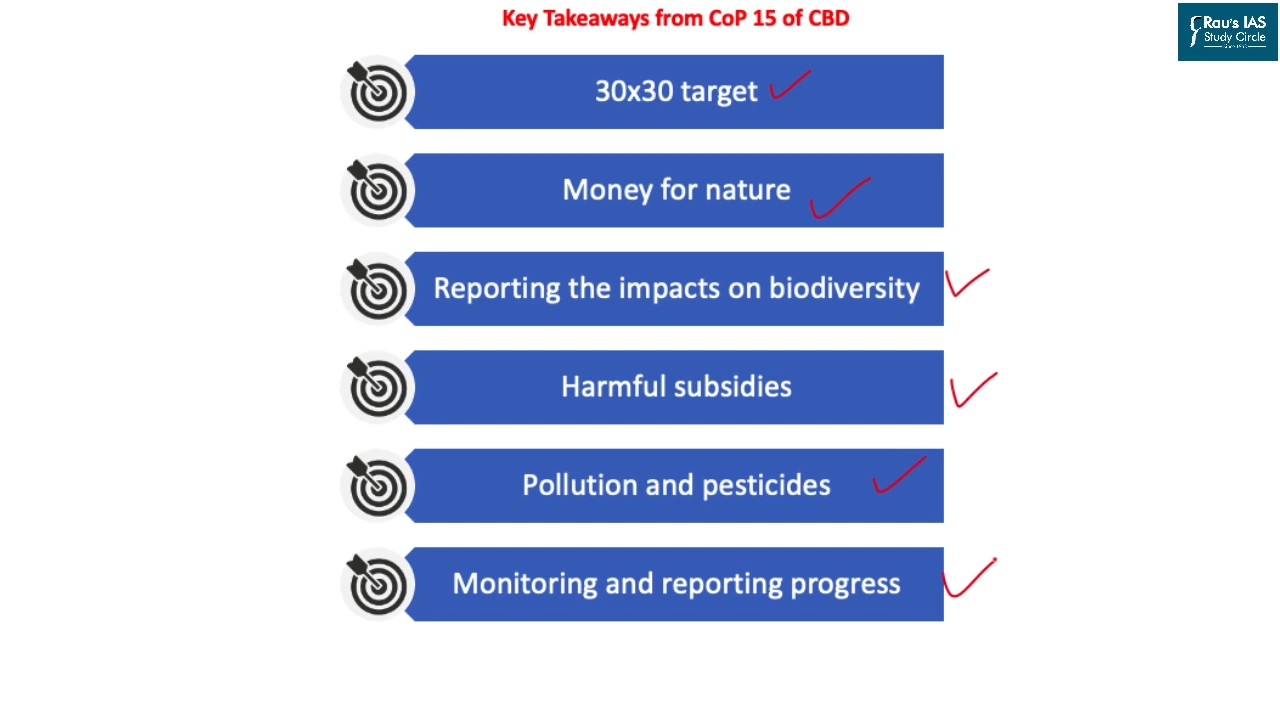 Key Takeaways from CoP 15 of CBD
Rau's IAS
Study Circle
30x30 target
Money for nature
Reporting the impacts on biodiversity
Harmful subsidies
Pollution and pesticides
Monitoring and reporting progress